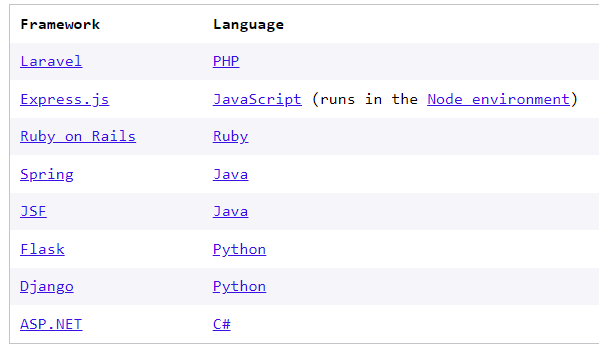 Framework Language
Laravel PHP
Express.js JavaScript (runs in the Node environment)
Ruby on Rails Ruby
Spring Java
JSF Java
Flask Python
Django Python
ASP.NET C#